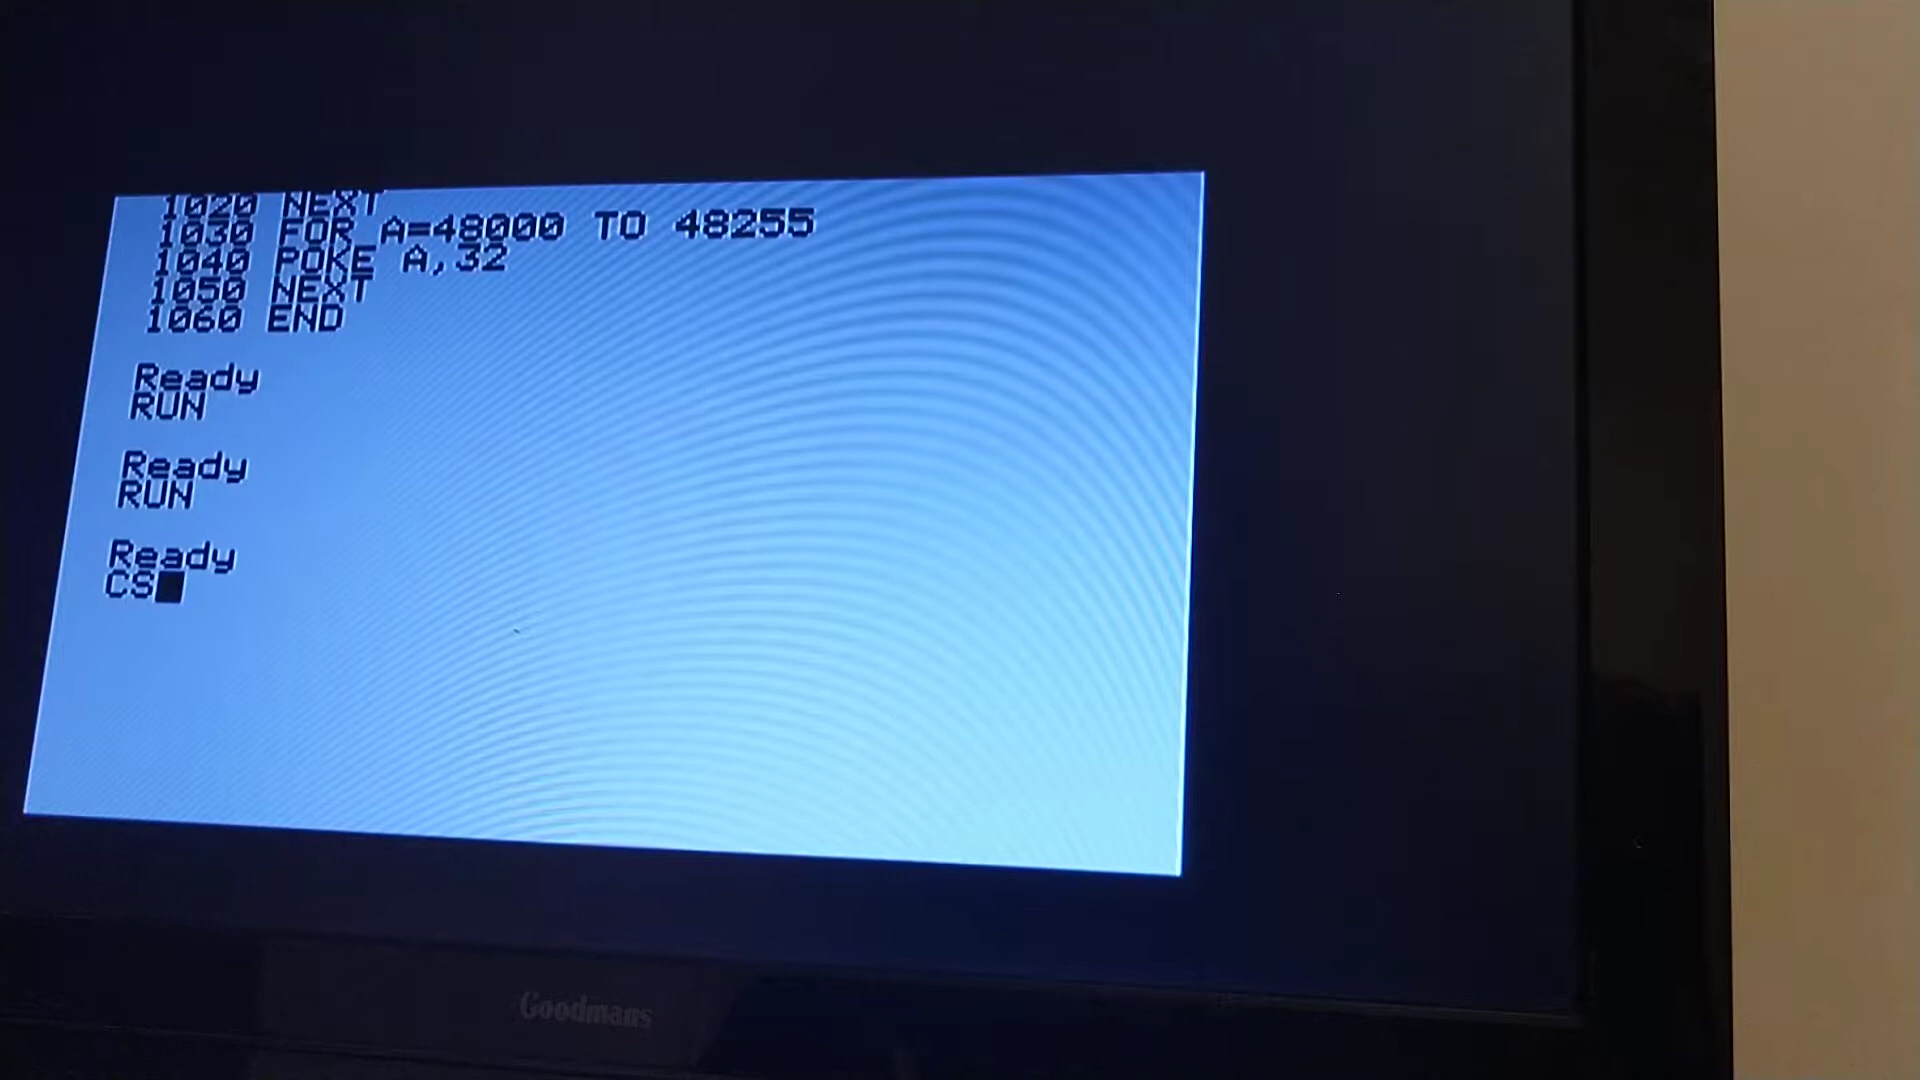 1020 NEXT
1030 FOR A=48000 TO 48255
1040 POKE A,32
1050 NEXT
1060 END
Ready
RUN
Ready
RUN
Ready
CS
Goodmans